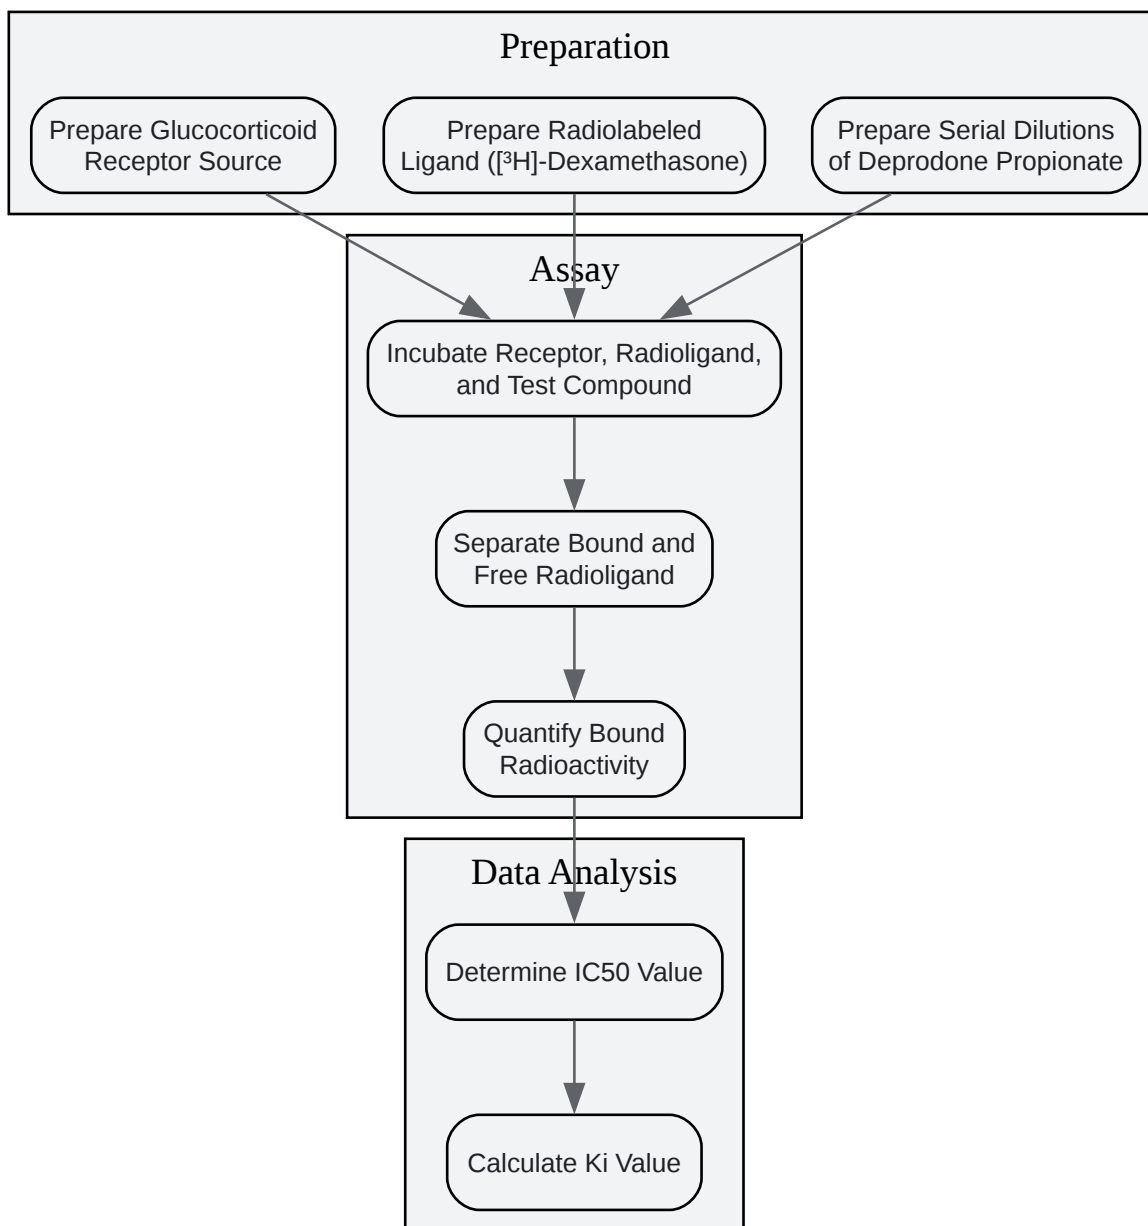 Preparation
Prepare Glucocorticoid
Receptor Source
Prepare Radiolabeled
Ligand ([³H]-Dexamethasone)
Prepare Serial Dilutions
of Deprodone Propionate
Assay
Incubate Receptor, Radioligand,
and Test Compound
Separate Bound and
Free Radioligand
Quantify Bound
Radioactivity
Data Analysis
Determine IC50 Value
Calculate Ki Value